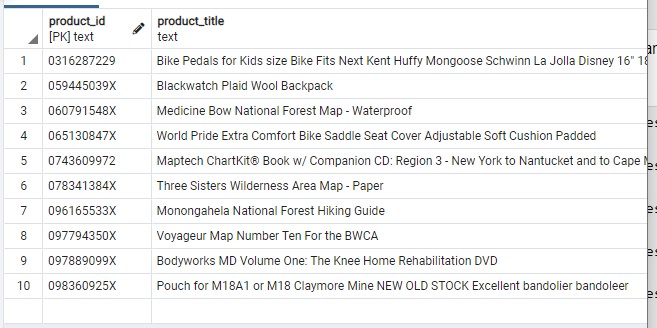 product_id product_title
[PK] text text
1 0316287229 Bike Pedals for Kids size Bike Fits Next Kent Huffy Mongoose Schwinn La Jolla Disney 16" 18
2 059445039X Blackwatch Plaid Wool Backpack
3 060791548X Medicine Bow National Forest Map - Waterproof
4 065130847X World Pride Extra Comfort Bike Saddle Seat Cover Adjustable Soft Cushion Padded
5 0743609972 Maptech ChartKit® Book w/ Companion CD: Region 3 - New York to Nantucket and to Cape
6 078341384X Three Sisters Wilderness Area Map - Paper
7 096165533X Monongahela National Forest Hiking Guide
8 097794350X Voyageur Map Number Ten For the BWCA
9 097889099X Bodyworks MD Volume One: The Knee Home Rehabilitation DVD
10 098360925X Pouch for M18A1 or M18 Claymore Mine NEW OLD STOCK Excellent bandolier bandoleer